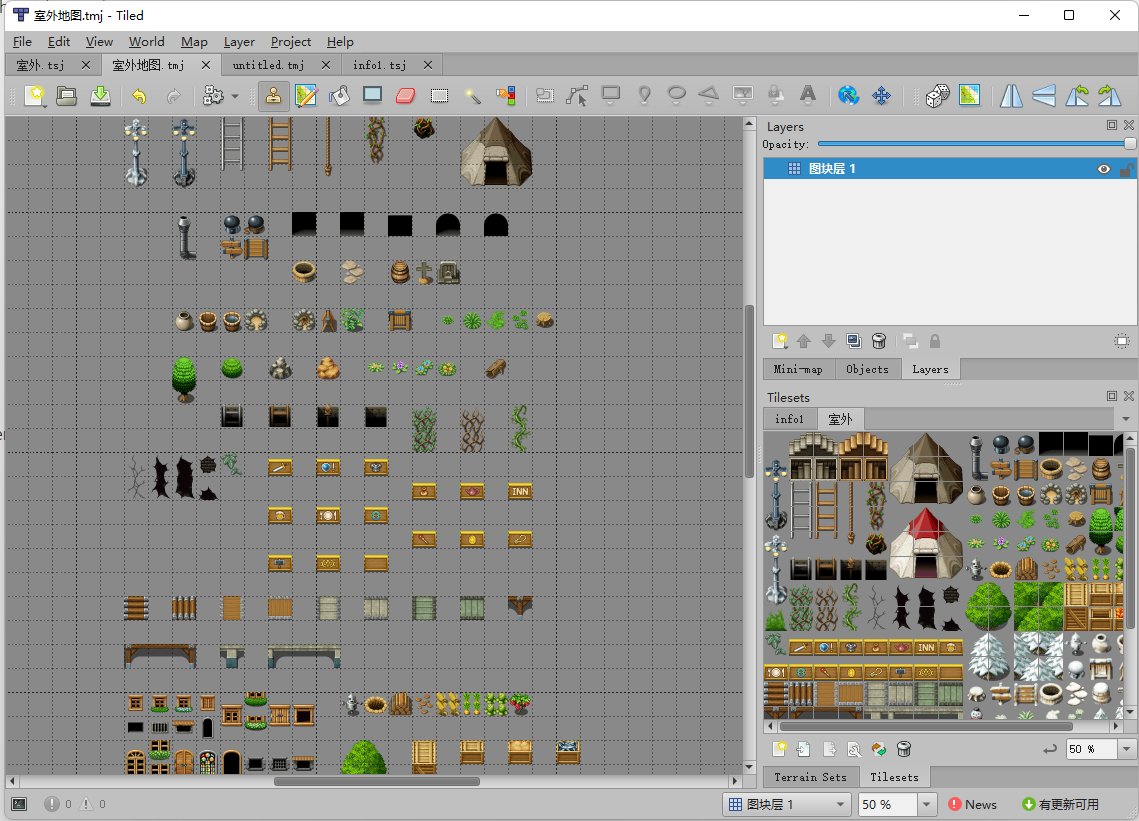 室外地图.tmj - Tiled
File Edit View World Map Layer Project Help
室外.tsj 室外地图.tmj untitled.tmj info1.tsj
Layers
Opacity:
图块层 1
Mini-map Objects Layers
Tilesets
info1 室外
INN
INN
50 %
Terrain Sets Tilesets
0 0 图块层 1 50 % News 有更新可用